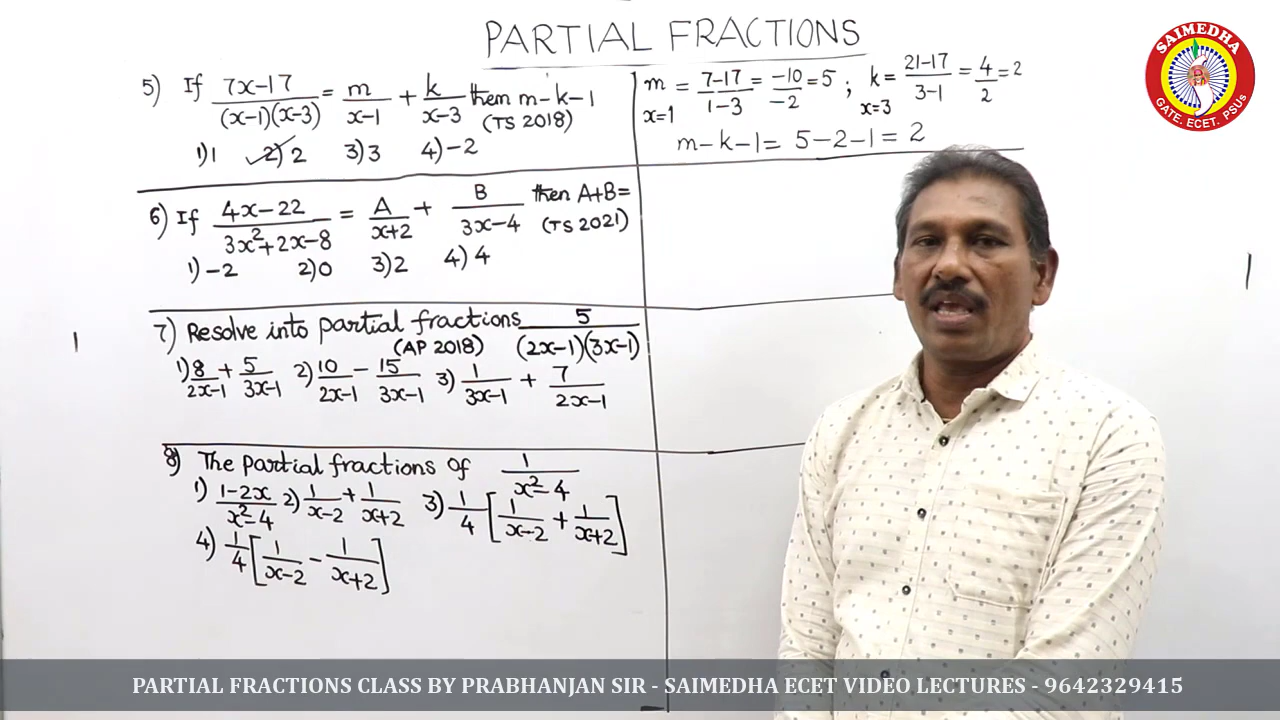 PARTIAL FRACTIONS
5) If (7x-17)/((x-1)(x-3)) = m/(x-1) + k/(x-3) then m-k-1
(TS 2018)
1) 1 2) 2 3) 3 4) -2
m = (7-17)/(1-3) = -10/-2 = 5 ; k = (21-17)/(3-1) = 4/2 = 2
x=1 x=3
m-k-1 = 5-2-1 = 2
6) If (4x-22)/(3x²+2x-8) = A/(x+2) + B/(3x-4) then A+B=
(TS 2021)
1) -2 2) 0 3) 2 4) 4
7) Resolve into partial fractions 5/((2x-1)(3x-1))
(AP 2018)
1) 8/(2x-1) + 5/(3x-1) 2) 10/(2x-1) - 15/(3x-1) 3) 1/(3x-1) + 7/(2x-1)
8) The partial fractions of 1/(x²-4)
1) (1-2x)/(x²-4) 2) 1/(x-2) + 1/(x+2) 3) 1/4 [1/(x-2) + 1/(x+2)]
4) 1/4 [1/(x-2) - 1/(x+2)]
SAIMEDHA
GATE. ECET. PSUs
PARTIAL FRACTIONS CLASS BY PRABHANJAN SIR - SAIMEDHA ECET VIDEO LECTURES - 9642329415